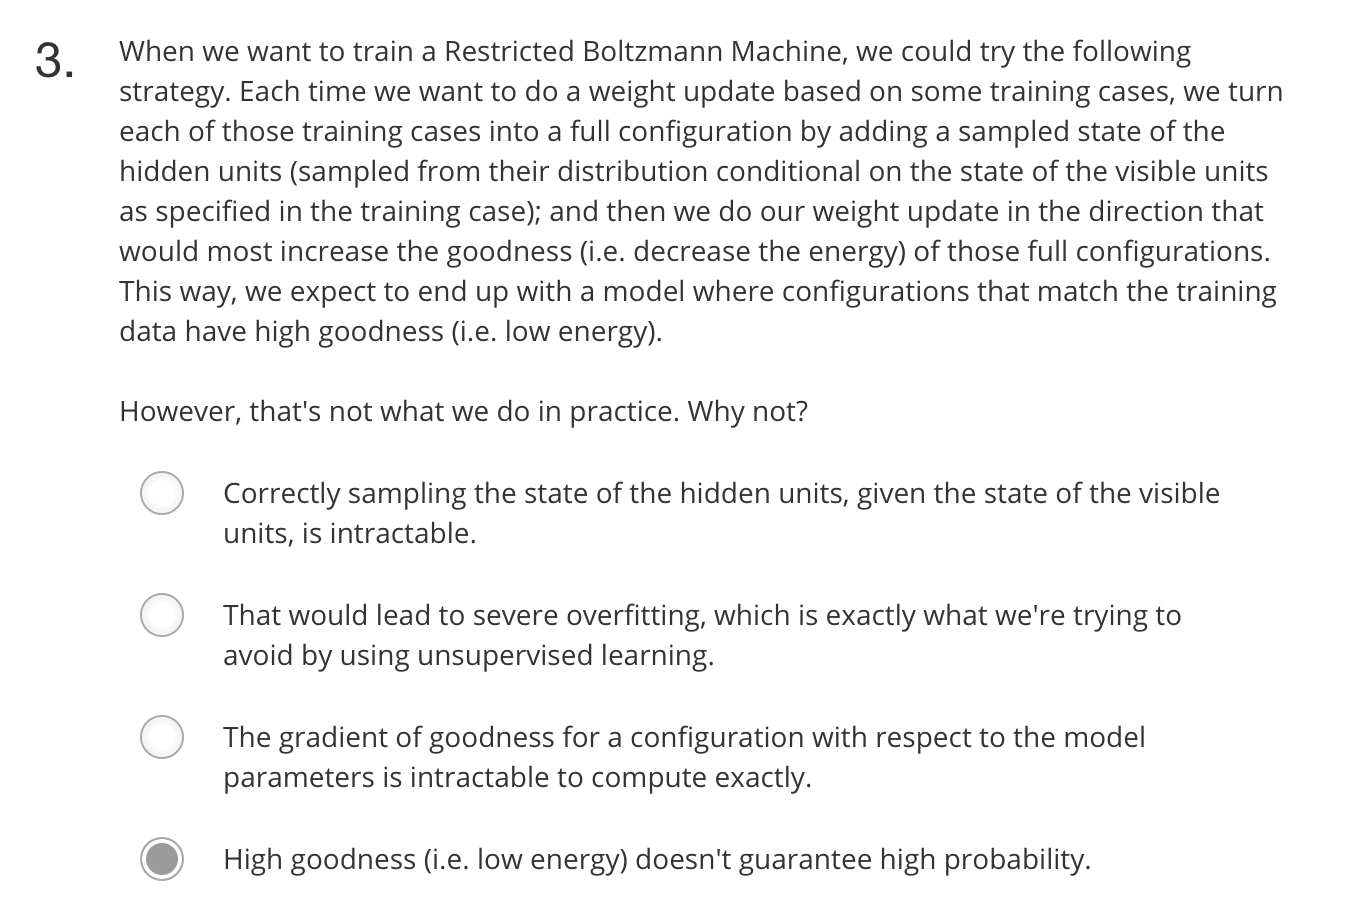 3.
When we want to train a Restricted Boltzmann Machine, we could try the following
strategy. Each time we want to do a weight update based on some training cases, we turn
each of those training cases into a full configuration by adding a sampled state of the
hidden units (sampled from their distribution conditional on the state of the visible units
as specified in the training case); and then we do our weight update in the direction that
would most increase the goodness (i.e. decrease the energy) of those full configurations.
This way, we expect to end up with a model where configurations that match the training
data have high goodness (i.e. low energy).
However, that's not what we do in practice. Why not?
Correctly sampling the state of the hidden units, given the state of the visible
units, is intractable.
That would lead to severe overfitting, which is exactly what we're trying to
avoid by using unsupervised learning.
The gradient of goodness for a configuration with respect to the model
parameters is intractable to compute exactly.
High goodness (i.e. low energy) doesn't guarantee high probability.